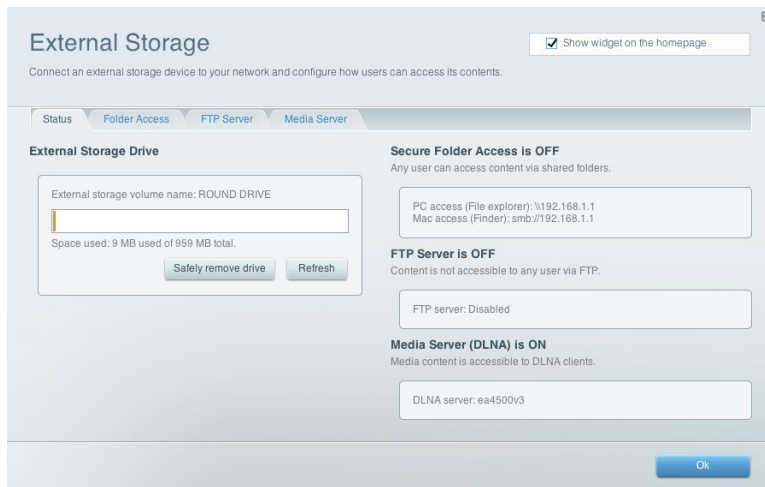 External Storage
Show widget on the homepage
Connect an external storage device to your network and configure how users can access its contents.
Status
Folder Access
FTP Server
Media Server
External Storage Drive
External storage volume name: ROUND DRIVE
Space used: 9 MB used of 959 MB total.
Safely remove drive
Refresh
Secure Folder Access is OFF
Any user can access content via shared folders.
PC access (File explorer): \\192.168.1.1
Mac access (Finder): smb://192.168.1.1
FTP Server is OFF
Content is not accessible to any user via FTP.
FTP server: Disabled
Media Server (DLNA) is ON
Media content is accessible to DLNA clients.
DLNA server: ea4500v3
Ok